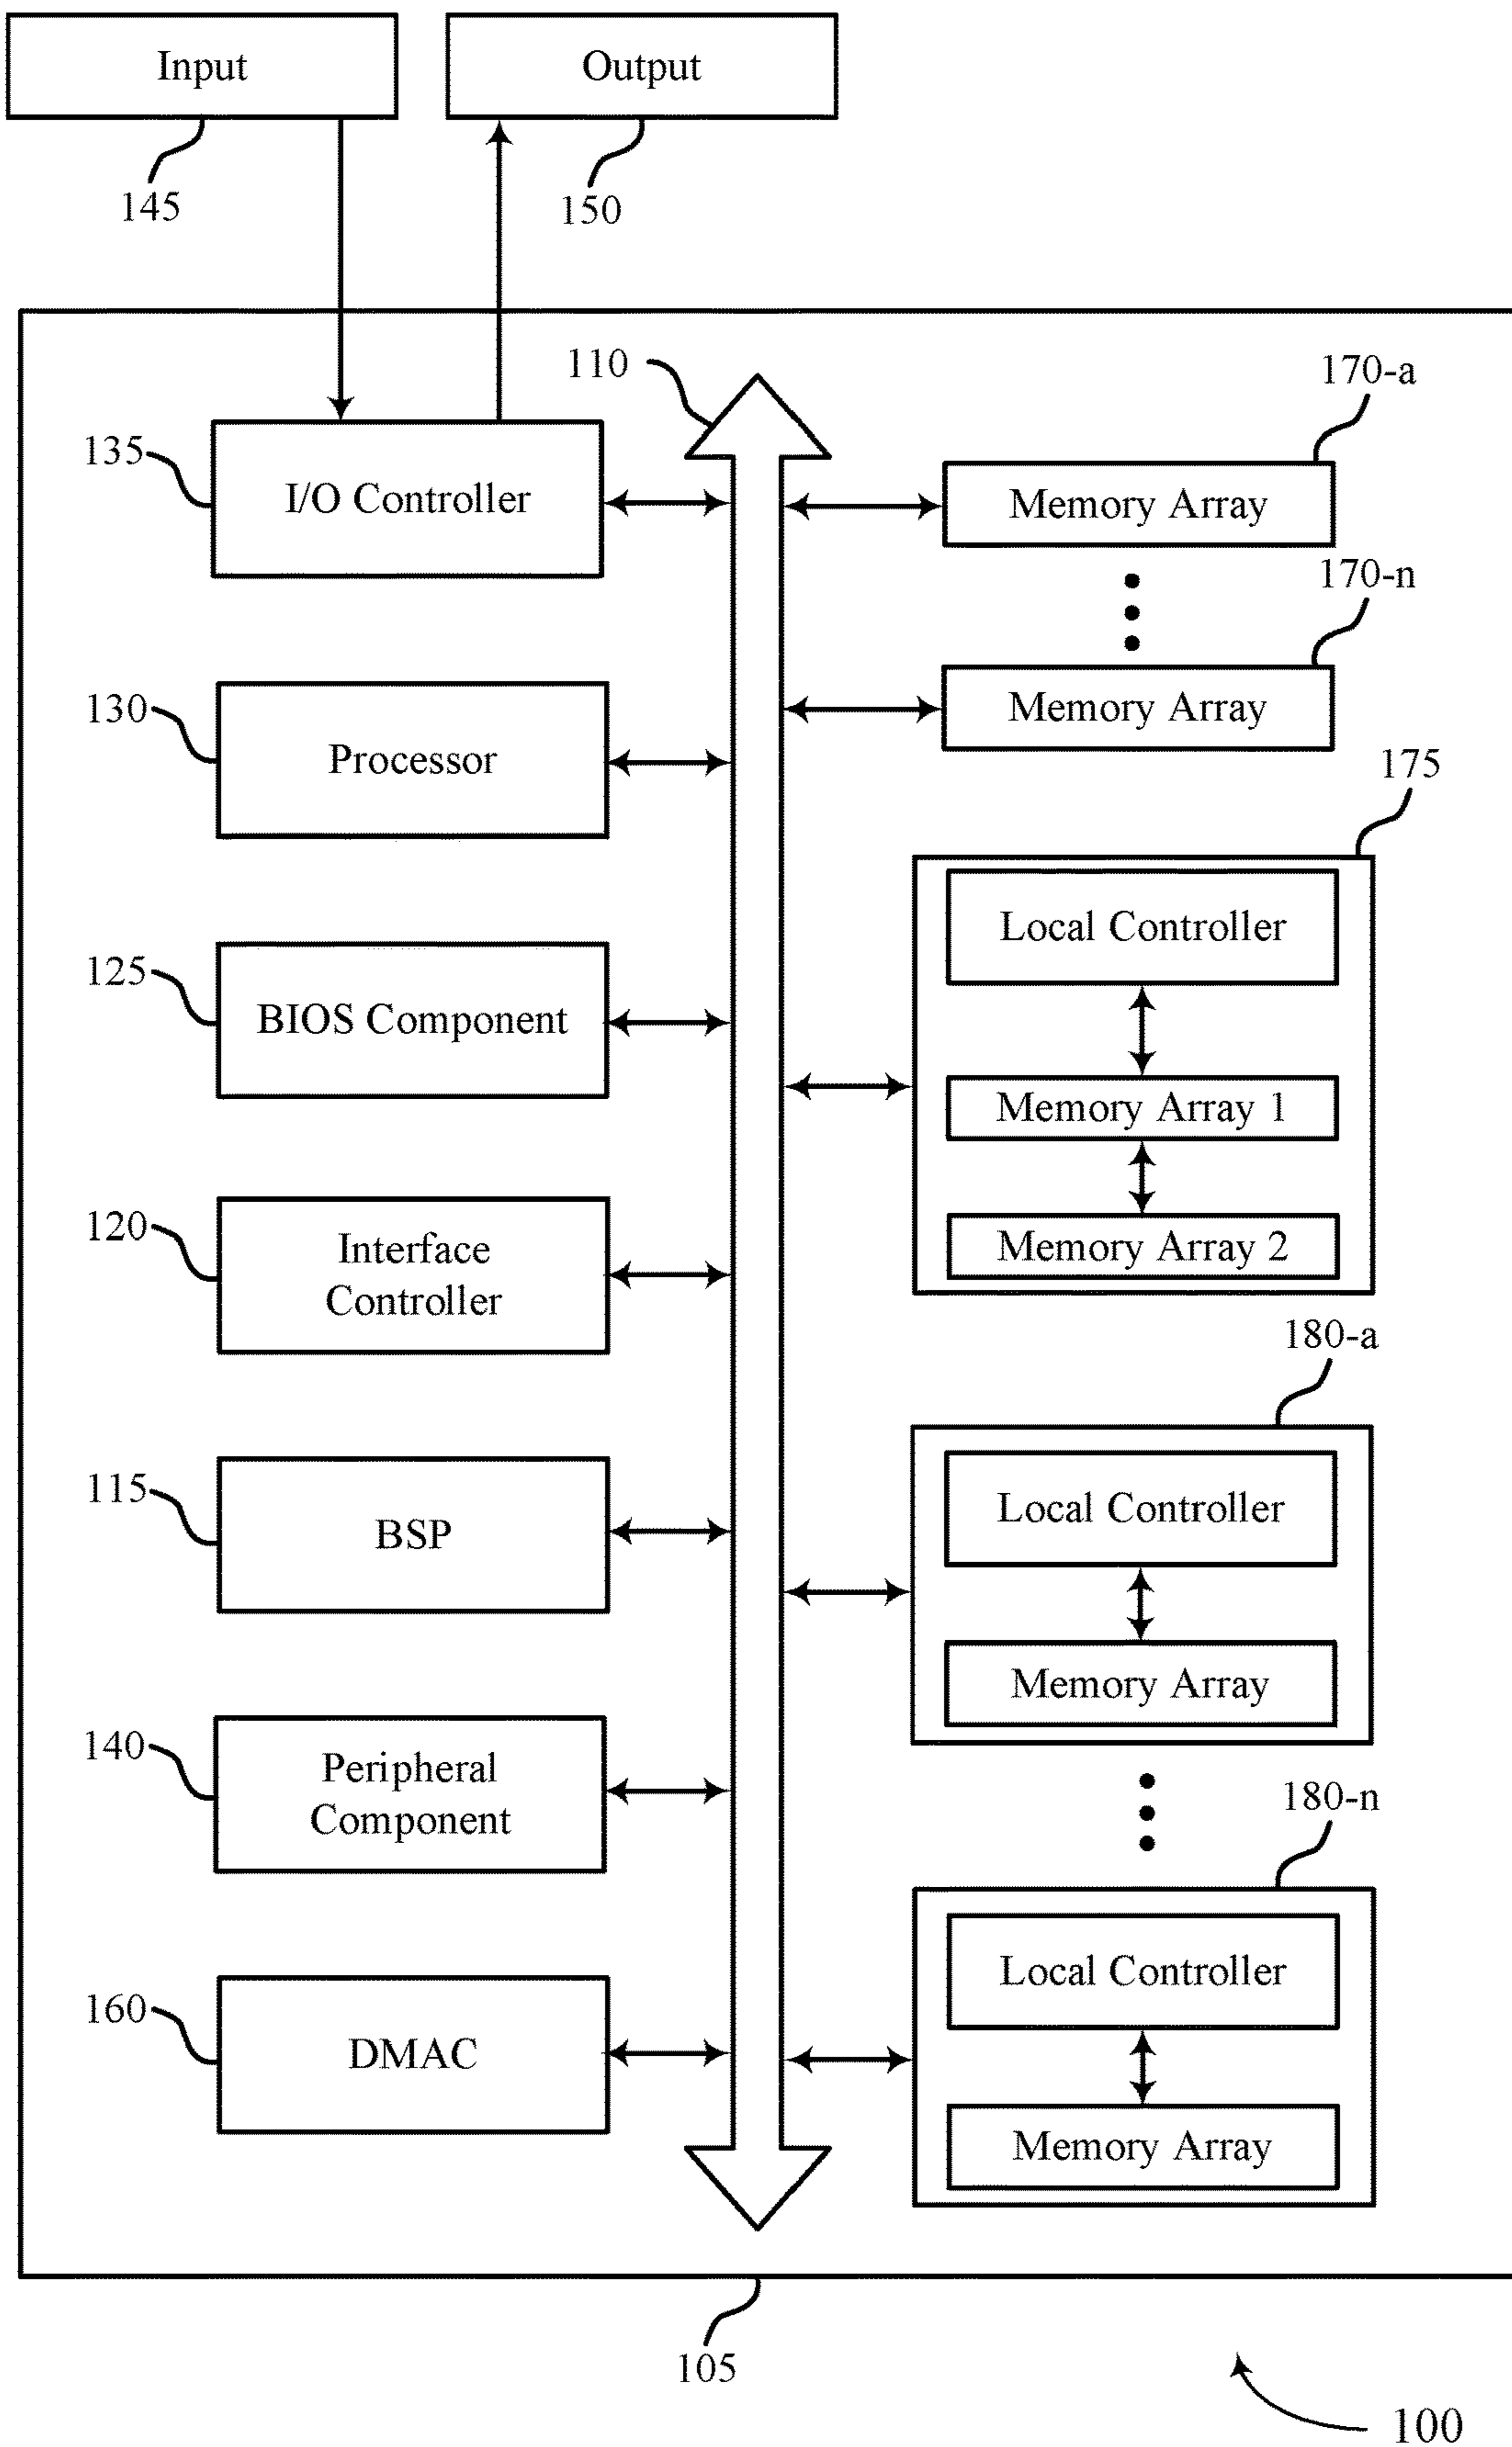 Input
Output
145
150
110
170-a
135
I/O Controller
Memory Array
170-n
130
Processor
Memory Array
175
125
BIOS Component
Local Controller
Memory Array 1
Memory Array 2
120
Interface
Controller
180-a
115
BSP
Local Controller
Memory Array
140
Peripheral
Component
180-n
160
DMAC
Local Controller
Memory Array
105
100